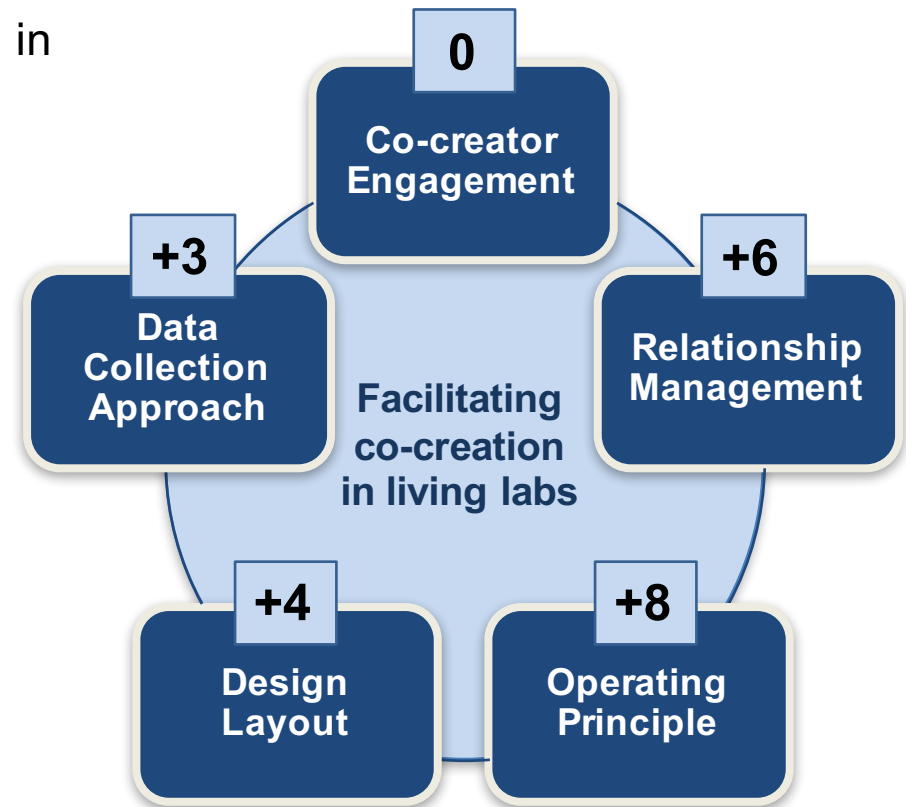 in
0
Co-creator
Engagement
+3
Data
Collection
Approach
+6
Relationship
Management
Facilitating
co-creation
in living labs
+4
Design
Layout
+8
Operating
Principle